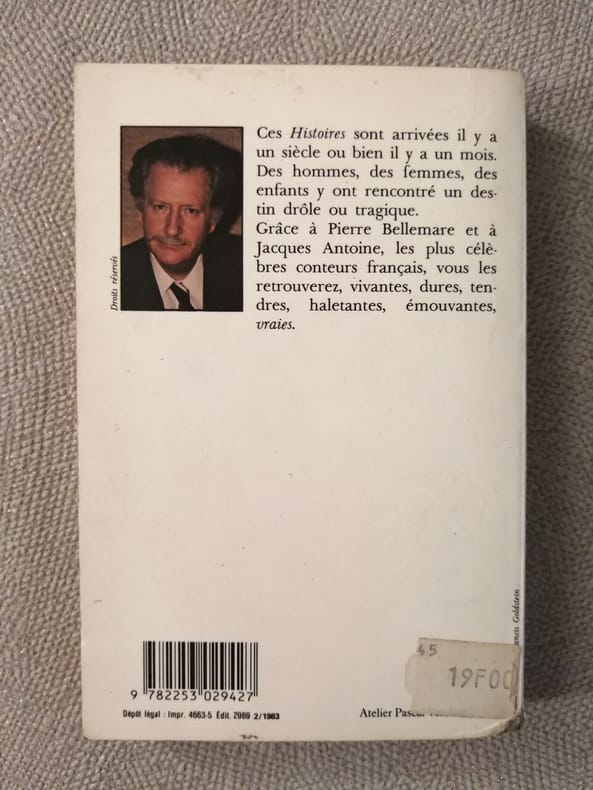 Ces Histoires sont arrivées il y a
un siècle ou bien il y a un mois.
Des hommes, des femmes, des
enfants y ont rencontré un des-
tin drôle ou tragique.
Grâce à Pierre Bellemare et à
Jacques Antoine, les plus célè-
bres conteurs français, vous les
retrouverez, vivantes, dures, ten-
dres, haletantes, émouvantes,
vraies.
Droits réservés
Goldstein
45
19F00
9 782253 029427
Dépôt légal : Impr. 4663-5 Edit. 2969 2/1983
Atelier Pascal